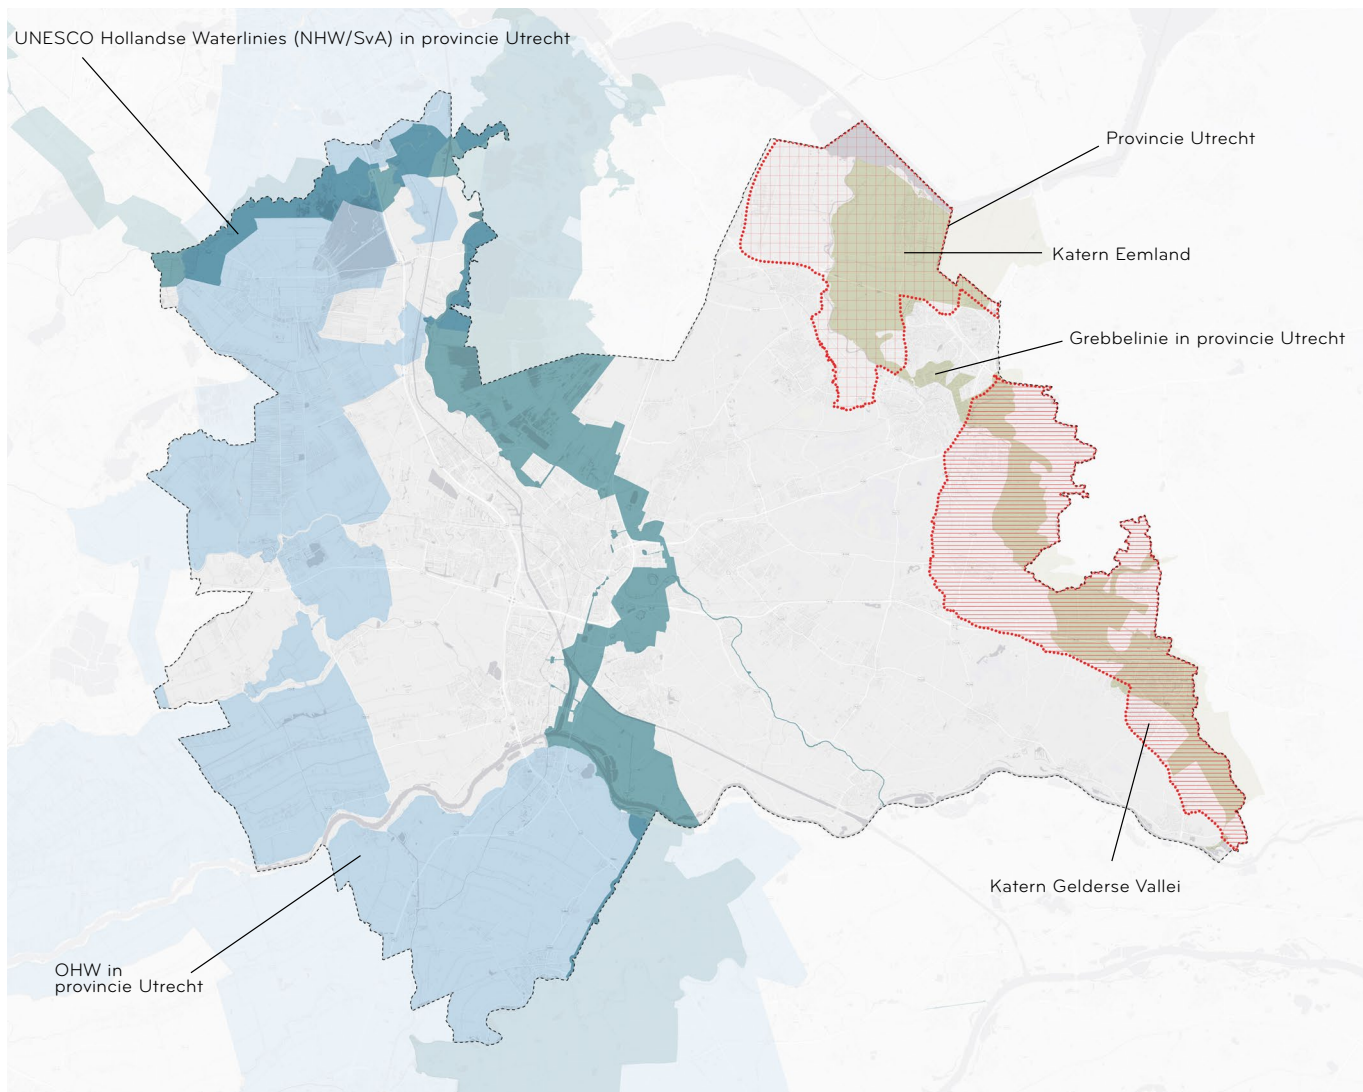 UNESCO Hollandse Waterlinies (NHW/SvA) in provincie Utrecht
Provincie Utrecht
Katern Eemland
Grebbelinie in provincie Utrecht
Katern Gelderse Vallei
OHW in
provincie Utrecht